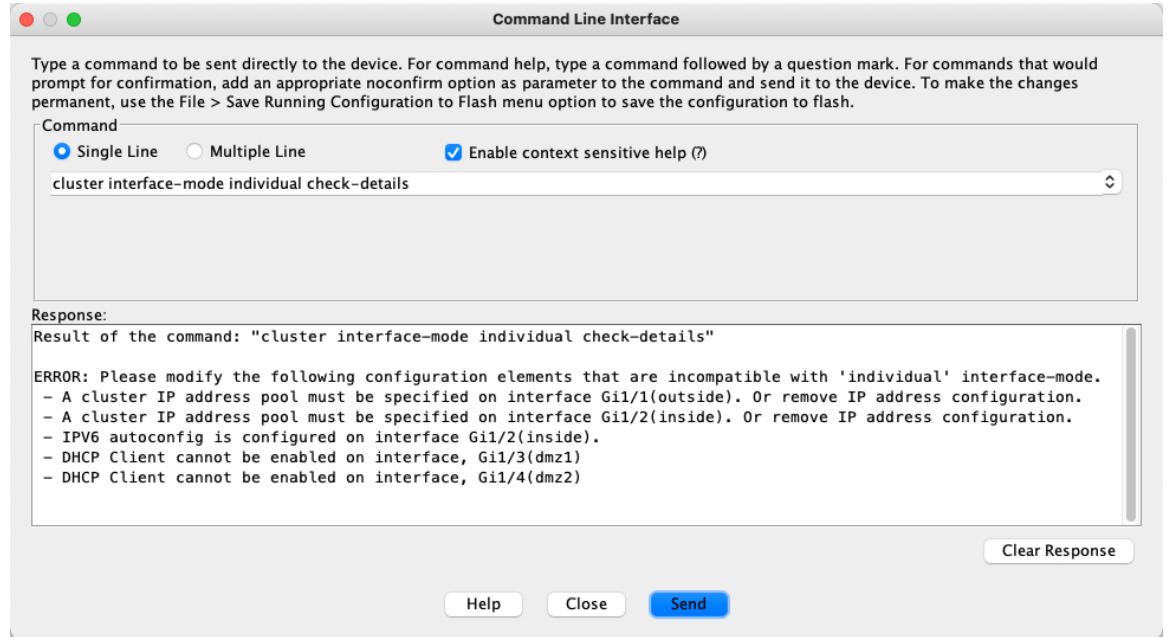 Command Line Interface
Type a command to be sent directly to the device. For command help, type a command followed by a question mark. For commands that would
prompt for confirmation, add an appropriate noconfirm option as parameter to the command and send it to the device. To make the changes
permanent, use the File > Save Running Configuration to Flash menu option to save the configuration to flash.
Command
Single Line Multiple Line Enable context sensitive help (?)
cluster interface-mode individual check-details
Response:
Result of the command: "cluster interface-mode individual check-details"
ERROR: Please modify the following configuration elements that are incompatible with 'individual' interface-mode.
- A cluster IP address pool must be specified on interface Gi1/1(outside). Or remove IP address configuration.
- A cluster IP address pool must be specified on interface Gi1/2(inside). Or remove IP address configuration.
- IPV6 autoconfig is configured on interface Gi1/2(inside).
- DHCP Client cannot be enabled on interface, Gi1/3(dmz1)
- DHCP Client cannot be enabled on interface, Gi1/4(dmz2)
Clear Response
Help Close Send